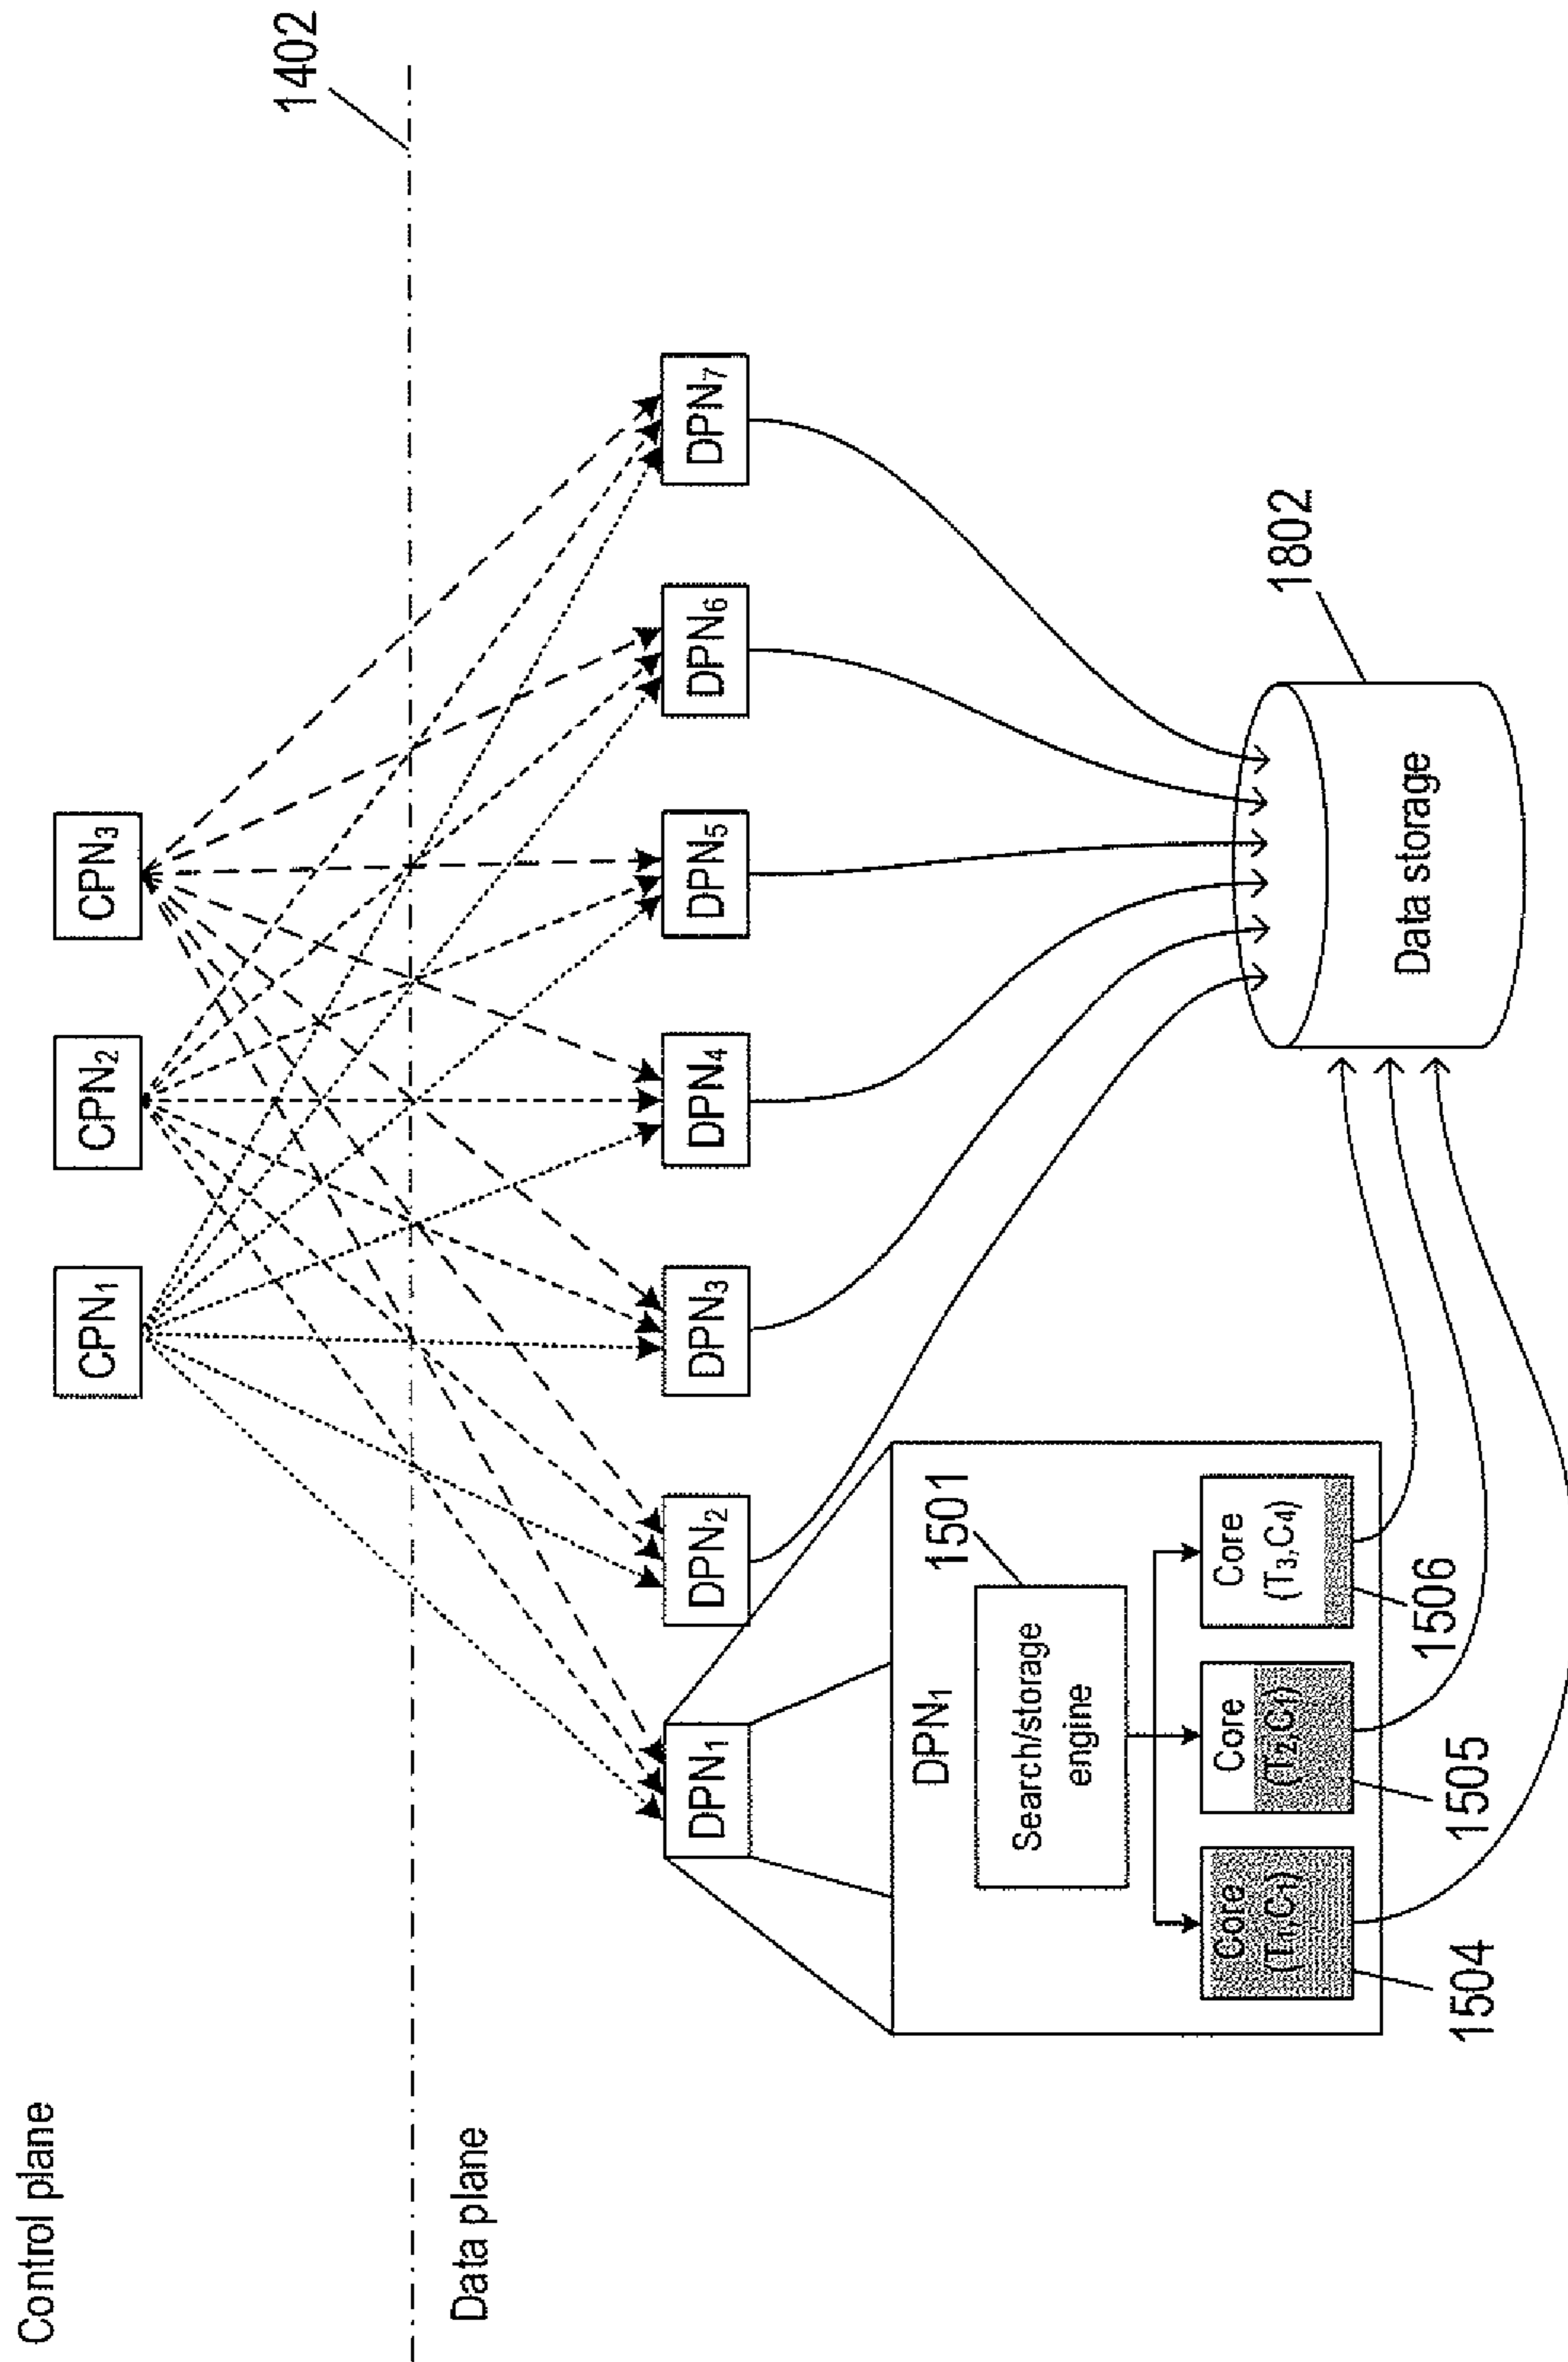 Control plane
CPN1
CPN2
CPN3
1402
Data plane
DPN1
DPN2
DPN3
DPN4
DPN5
DPN6
DPN7
DPN1
1501
Search/storage
engine
Core
(T1,C1)
Core
(T2,C1)
Core
(T3,C4)
1504
1505
1506
1802
Data storage